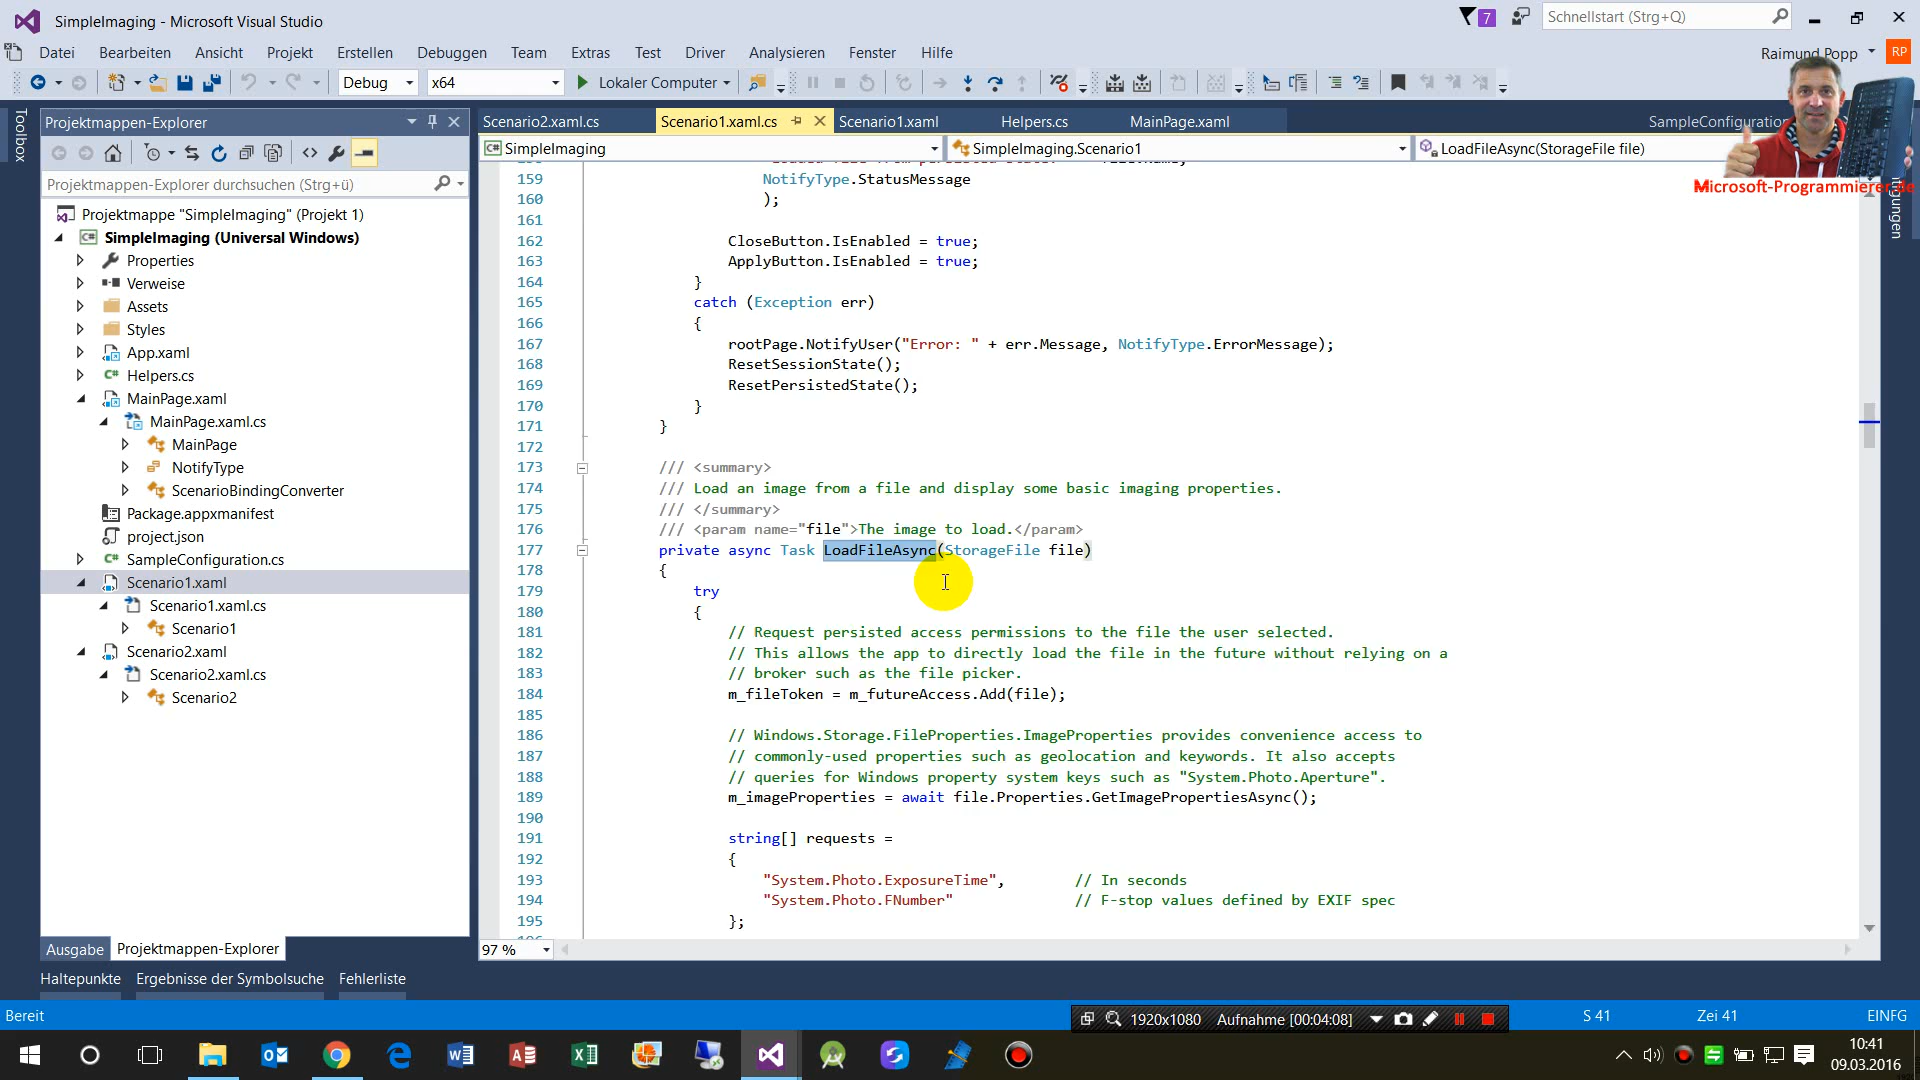 SimpleImaging - Microsoft Visual Studio
7
Schnellstart (Strg+Q)
Datei Bearbeiten Ansicht Projekt Erstellen Debuggen Team Extras Test Driver Analysieren Fenster Hilfe
Raimund Popp RP
Debug x64 Lokaler Computer
Toolbox
Projektmappen-Explorer
Scenario2.xaml.cs Scenario1.xaml.cs Scenario1.xaml Helpers.cs MainPage.xaml SampleConfiguration
SimpleImaging SimpleImaging.Scenario1 LoadFileAsync(StorageFile file)
Microsoft-Programmierer.de
Projektmappen-Explorer durchsuchen (Strg+ü)
Projektmappe "SimpleImaging" (Projekt 1)
SimpleImaging (Universal Windows)
Properties
Verweise
Assets
Styles
App.xaml
Helpers.cs
MainPage.xaml
MainPage.xaml.cs
MainPage
NotifyType
ScenarioBindingConverter
Package.appxmanifest
project.json
SampleConfiguration.cs
Scenario1.xaml
Scenario1.xaml.cs
Scenario1
Scenario2.xaml
Scenario2.xaml.cs
Scenario2
159 NotifyType.StatusMessage
160 );
161
162 CloseButton.IsEnabled = true;
163 ApplyButton.IsEnabled = true;
164 }
165 catch (Exception err)
166 {
167 rootPage.NotifyUser("Error: " + err.Message, NotifyType.ErrorMessage);
168 ResetSessionState();
169 ResetPersistedState();
170 }
171 }
172
173 /// <summary>
174 /// Load an image from a file and display some basic imaging properties.
175 /// </summary>
176 /// <param name="file">The image to load.</param>
177 private async Task LoadFileAsync(StorageFile file)
178 {
179 try
180 {
181 // Request persisted access permissions to the file the user selected.
182 // This allows the app to directly load the file in the future without relying on a
183 // broker such as the file picker.
184 m_fileToken = m_futureAccess.Add(file);
185
186 // Windows.Storage.FileProperties.ImageProperties provides convenience access to
187 // commonly-used properties such as geolocation and keywords. It also accepts
188 // queries for Windows property system keys such as "System.Photo.Aperture".
189 m_imageProperties = await file.Properties.GetImagePropertiesAsync();
190
191 string[] requests =
192 {
193 "System.Photo.ExposureTime", // In seconds
194 "System.Photo.FNumber" // F-stop values defined by EXIF spec
195 };
97 %
Ausgabe Projektmappen-Explorer
Haltepunkte Ergebnisse der Symbolsuche Fehlerliste
Bereit
1920x1080 Aufnahme [00:04:08]
S 41 Zei 41 EINFG
10:41
09.03.2016